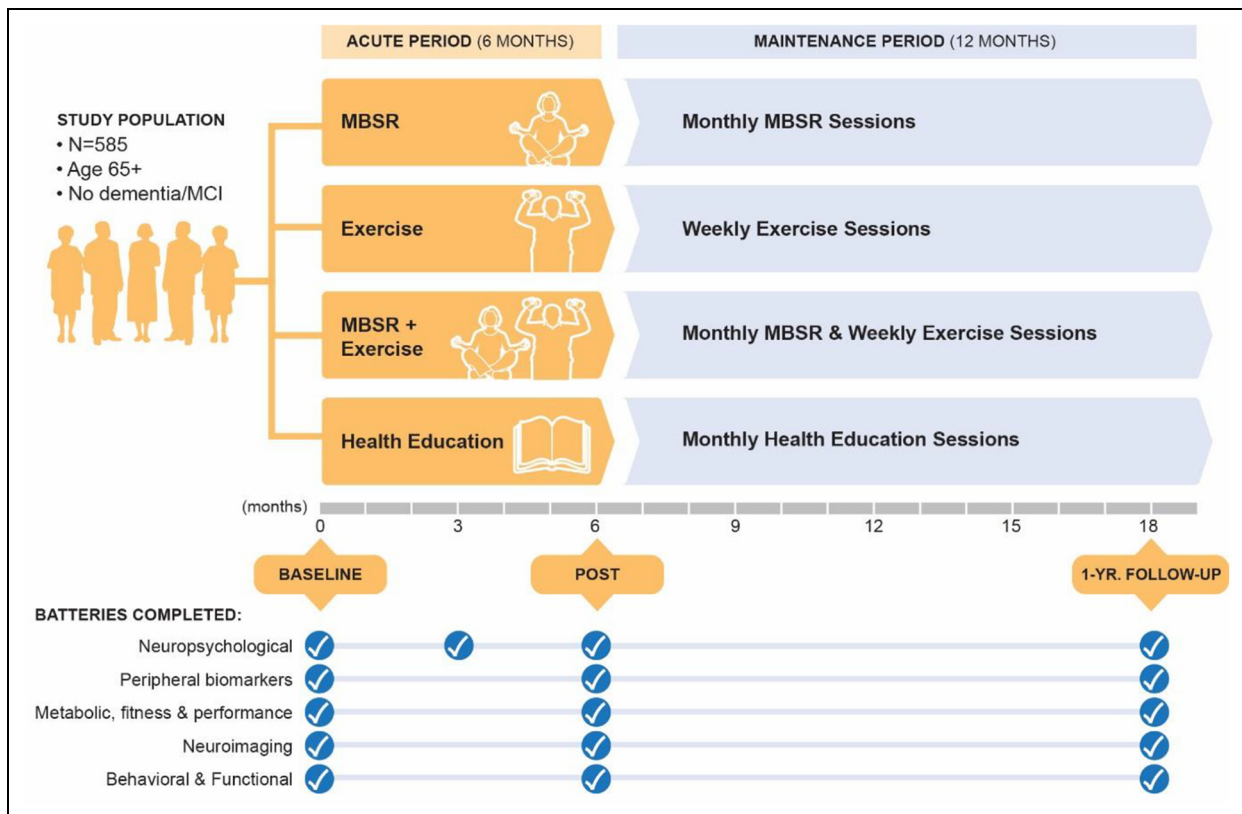 ACUTE PERIOD (6 MONTHS)
MAINTENANCE PERIOD (12 MONTHS)
STUDY POPULATION
• N=585
• Age 65+
• No dementia/MCI
MBSR
Monthly MBSR Sessions
Exercise
Weekly Exercise Sessions
MBSR +
Exercise
Monthly MBSR & Weekly Exercise Sessions
Health Education
Monthly Health Education Sessions
(months)
0 3 6 9 12 15 18
BASELINE
POST
1-YR. FOLLOW-UP
BATTERIES COMPLETED:
Neuropsychological
Peripheral biomarkers
Metabolic, fitness & performance
Neuroimaging
Behavioral & Functional